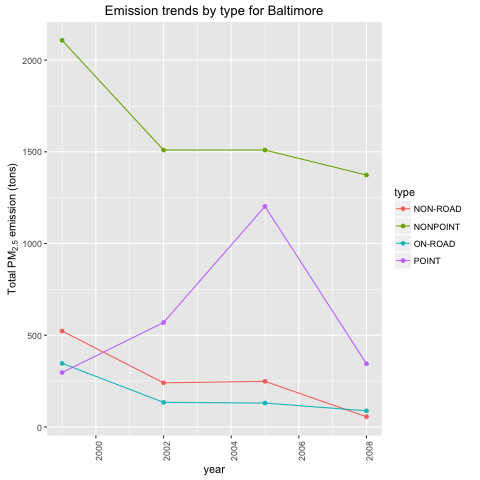 Emission trends by type for Baltimore
Total PM2.5 emission (tons)
2000
1500
1000
500
0
2000
2002
2004
2006
2008
year
type
NON-ROAD
NONPOINT
ON-ROAD
POINT